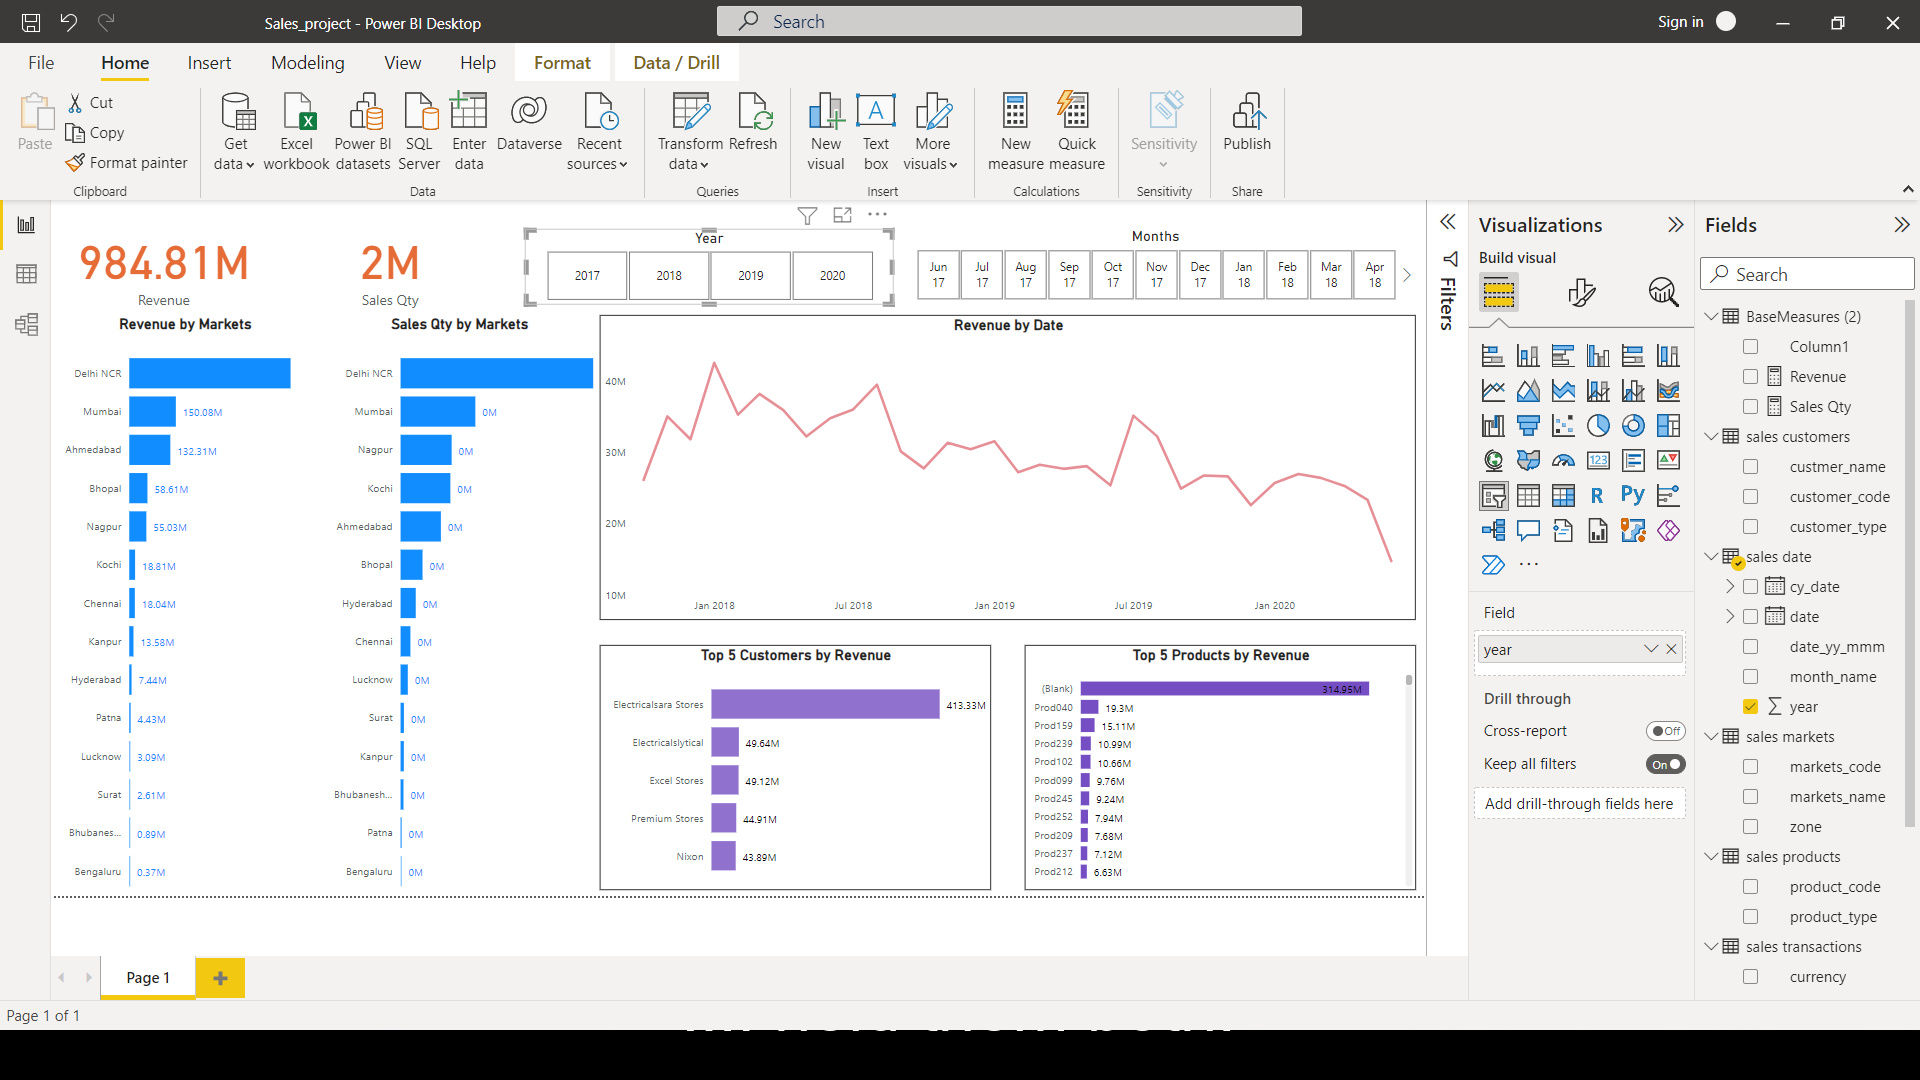 Sales_project - Power BI Desktop
Search
Sign in
File
Home
Insert
Modeling
View
Help
Format
Data / Drill
Paste
Cut
Copy
Format painter
Clipboard
Get data
Excel workbook
Power BI datasets
SQL Server
Enter data
Dataverse
Recent sources
Data
Transform data
Refresh
Queries
New visual
Text box
More visuals
Insert
New measure
Quick measure
Calculations
Sensitivity
Sensitivity
Publish
Share
984.81M
Revenue
2M
Sales Qty
Year
2017
2018
2019
2020
Months
Jun 17
Jul 17
Aug 17
Sep 17
Oct 17
Nov 17
Dec 17
Jan 18
Feb 18
Mar 18
Apr 18
Revenue by Markets
Delhi NCR
Mumbai 150.08M
Ahmedabad 132.31M
Bhopal 58.61M
Nagpur 55.03M
Kochi 18.81M
Chennai 18.04M
Kanpur 13.58M
Hyderabad 7.44M
Patna 4.43M
Lucknow 3.09M
Surat 2.61M
Bhubanes... 0.89M
Bengaluru 0.37M
Sales Qty by Markets
Delhi NCR
Mumbai 0M
Nagpur 0M
Kochi 0M
Ahmedabad 0M
Bhopal 0M
Hyderabad 0M
Chennai 0M
Lucknow 0M
Surat 0M
Kanpur 0M
Bhubanesh... 0M
Patna 0M
Bengaluru 0M
Revenue by Date
40M
30M
20M
10M
Jan 2018
Jul 2018
Jan 2019
Jul 2019
Jan 2020
Top 5 Customers by Revenue
Electricalsara Stores 413.33M
Electricalslytical 49.64M
Excel Stores 49.12M
Premium Stores 44.91M
Nixon 43.89M
Top 5 Products by Revenue
(Blank) 314.95M
Prod040 19.3M
Prod159 15.11M
Prod239 10.99M
Prod102 10.66M
Prod099 9.76M
Prod245 9.24M
Prod252 7.94M
Prod209 7.68M
Prod237 7.12M
Prod212 6.63M
Filters
Visualizations
Build visual
123
R
Py
Field
year
Drill through
Cross-report
Off
Keep all filters
On
Add drill-through fields here
Fields
Search
BaseMeasures (2)
Column1
Revenue
Sales Qty
sales customers
custmer_name
customer_code
customer_type
sales date
cy_date
date
date_yy_mmm
month_name
year
sales markets
markets_code
markets_name
zone
sales products
product_code
product_type
sales transactions
currency
Page 1
Page 1 of 1